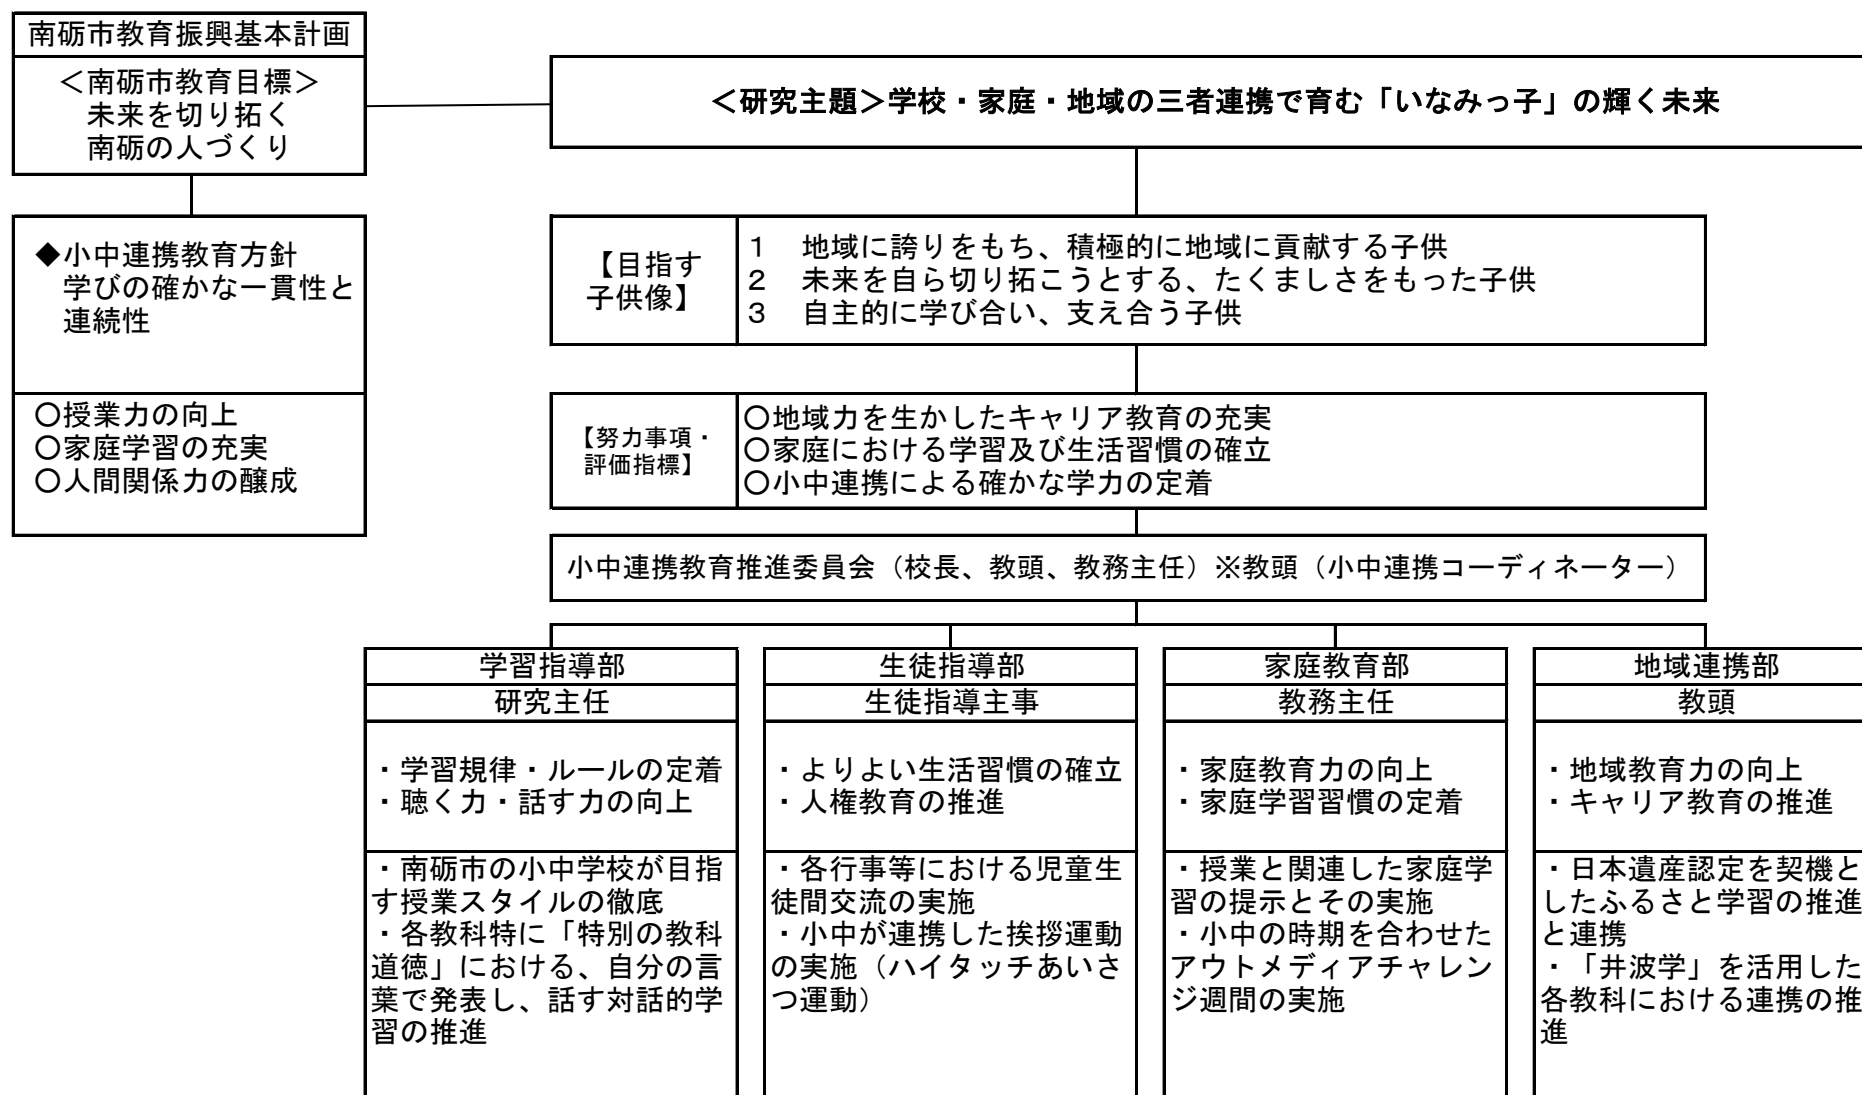 南砺市教育振興基本計画
＜南砺市教育目標＞
未来を切り拓く
南砺の人づくり
＜研究主題＞学校・家庭・地域の三者連携で育む「いなみっ子」の輝く未来
◆小中連携教育方針
学びの確かな一貫性と
連続性
○授業力の向上
○家庭学習の充実
○人間関係力の醸成
【目指す
子供像】
１　地域に誇りをもち、積極的に地域に貢献する子供
２　未来を自ら切り拓こうとする、たくましさをもった子供
３　自主的に学び合い、支え合う子供
【努力事項・
評価指標】
○地域力を生かしたキャリア教育の充実
○家庭における学習及び生活習慣の確立
○小中連携による確かな学力の定着
小中連携教育推進委員会（校長、教頭、教務主任）※教頭（小中連携コーディネーター）
学習指導部
研究主任
・学習規律・ルールの定着
・聴く力・話す力の向上
・南砺市の小中学校が目指
す授業スタイルの徹底
・各教科特に「特別の教科
道徳」における、自分の言
葉で発表し、話す対話的学
習の推進
生徒指導部
生徒指導主事
・よりよい生活習慣の確立
・人権教育の推進
・各行事等における児童生
徒間交流の実施
・小中が連携した挨拶運動
の実施（ハイタッチあいさ
つ運動）
家庭教育部
教務主任
・家庭教育力の向上
・家庭学習習慣の定着
・授業と関連した家庭学
習の提示とその実施
・小中の時期を合わせた
アウトメディアチャレン
ジ週間の実施
地域連携部
教頭
・地域教育力の向上
・キャリア教育の推進
・日本遺産認定を契機と
したふるさと学習の推進
と連携
・「井波学」を活用した
各教科における連携の推
進